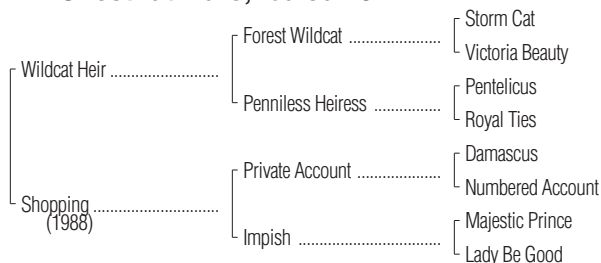 Storm Cat
Forest Wildcat
Victoria Beauty
Wildcat Heir
Pentelicus
Penniless Heiress
Royal Ties
Damascus
Private Account
Numbered Account
Shopping
(1988)
Majestic Prince
Impish
Lady Be Good